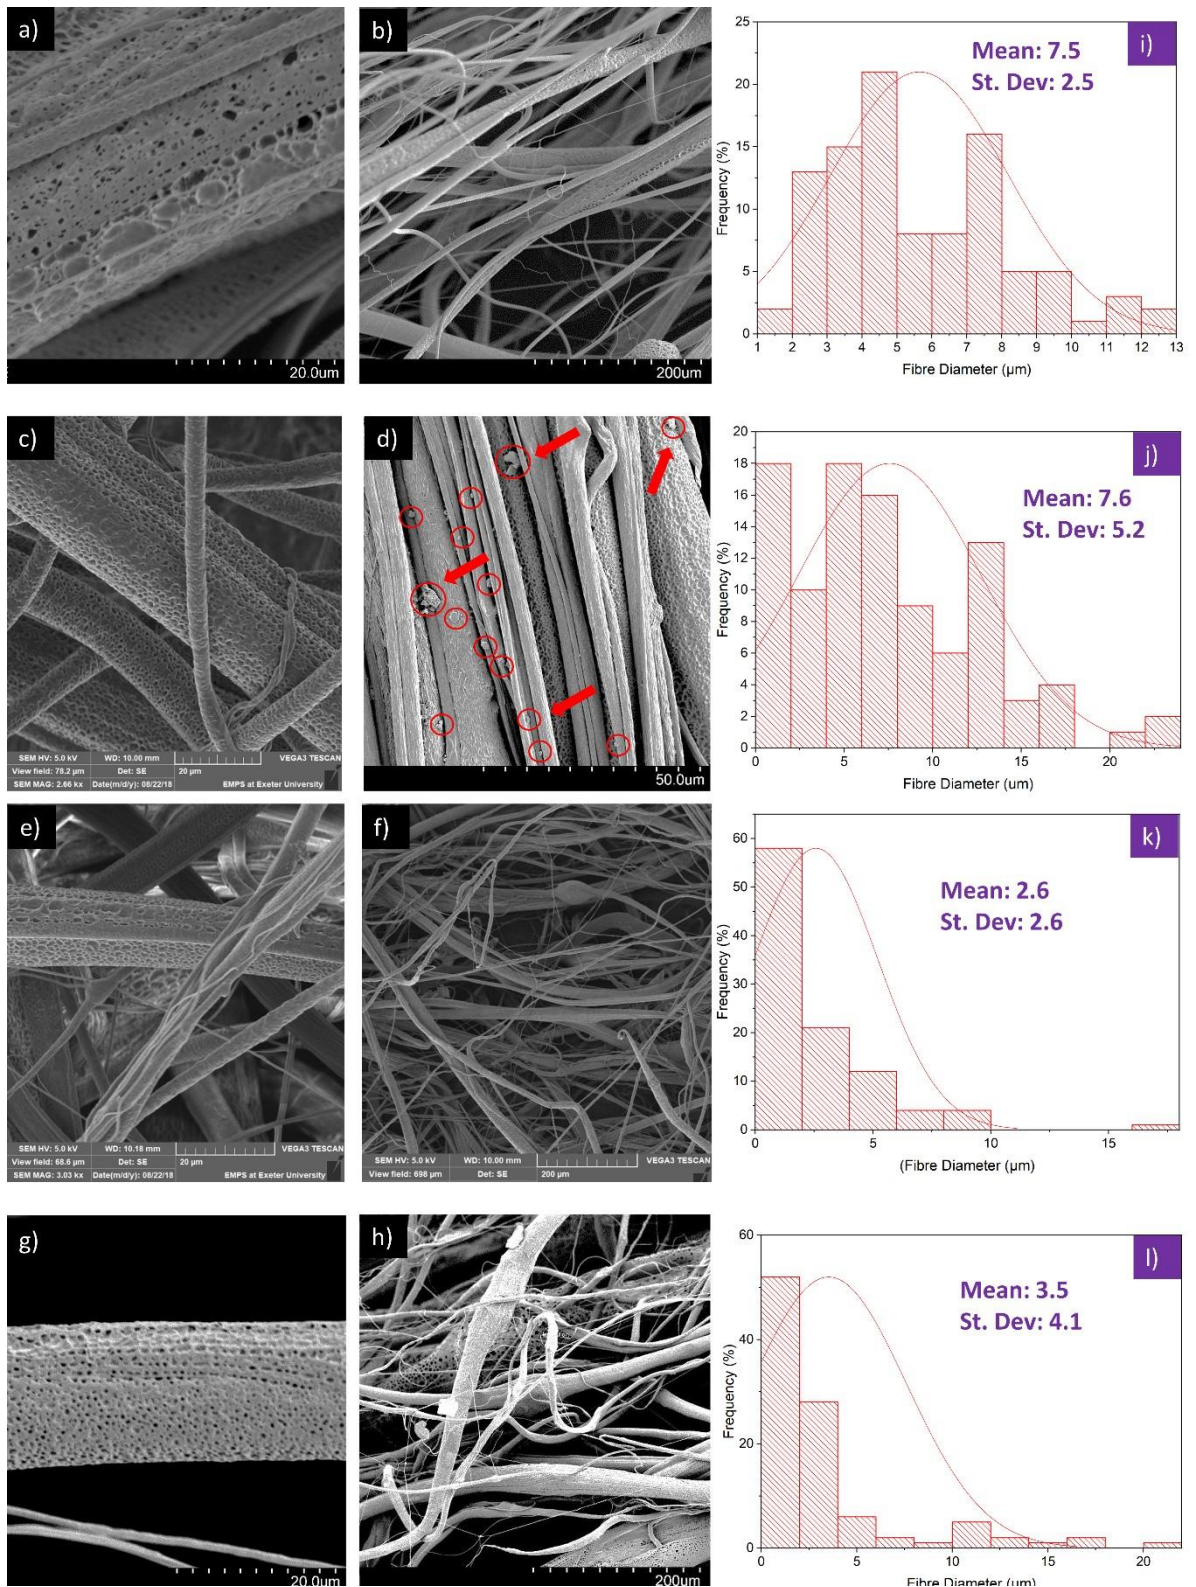 a)
20.0um
b)
200um
i)
Mean: 7.5
St. Dev: 2.5
25
20
15
10
5
0
Frequency (%)
1 2 3 4 5 6 7 8 9 10 11 12 13
Fibre Diameter (µm)
c)
SEM HV: 5.0 kV WD: 10.00 mm VEGA3 TESCAN
View field: 78.2 µm Det: SE 20 µm
SEM MAG: 2.66 kx Date(m/d/y): 08/22/18 EMPS at Exeter University
d)
50.0um
j)
Mean: 7.6
St. Dev: 5.2
20
18
16
14
12
10
8
6
4
2
0
Frequency (%)
0 5 10 15 20
Fibre Diameter (um)
e)
SEM HV: 5.0 kV WD: 10.18 mm VEGA3 TESCAN
View field: 68.6 µm Det: SE 20 µm
SEM MAG: 3.03 kx Date(m/d/y): 08/22/18 EMPS at Exeter University
f)
SEM HV: 5.0 kV WD: 10.00 mm VEGA3 TESCAN
View field: 698 µm Det: SE 200 µm
k)
Mean: 2.6
St. Dev: 2.6
60
50
40
30
20
10
0
Frequency (%)
0 5 10 15
(Fibre Diameter (µm)
g)
20.0um
h)
200um
l)
Mean: 3.5
St. Dev: 4.1
60
40
20
0
Frequency (%)
0 5 10 15 20
Fibre Diameter (µm)